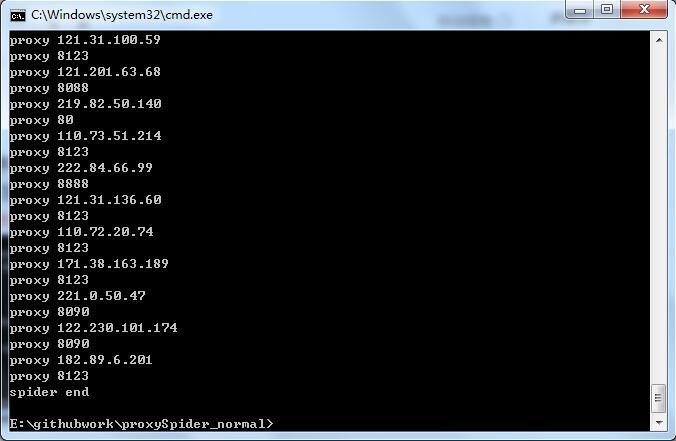 C:\Windows\system32\cmd.exe
proxy 121.31.100.59
proxy 8123
proxy 121.201.63.68
proxy 8088
proxy 219.82.50.140
proxy 80
proxy 110.73.51.214
proxy 8123
proxy 222.84.66.99
proxy 8888
proxy 121.31.136.60
proxy 8123
proxy 110.72.20.74
proxy 8123
proxy 171.38.163.189
proxy 8123
proxy 221.0.50.47
proxy 8090
proxy 122.230.101.174
proxy 8090
proxy 182.89.6.201
proxy 8123
spider end
E:\githubwork\proxySpider_normal>